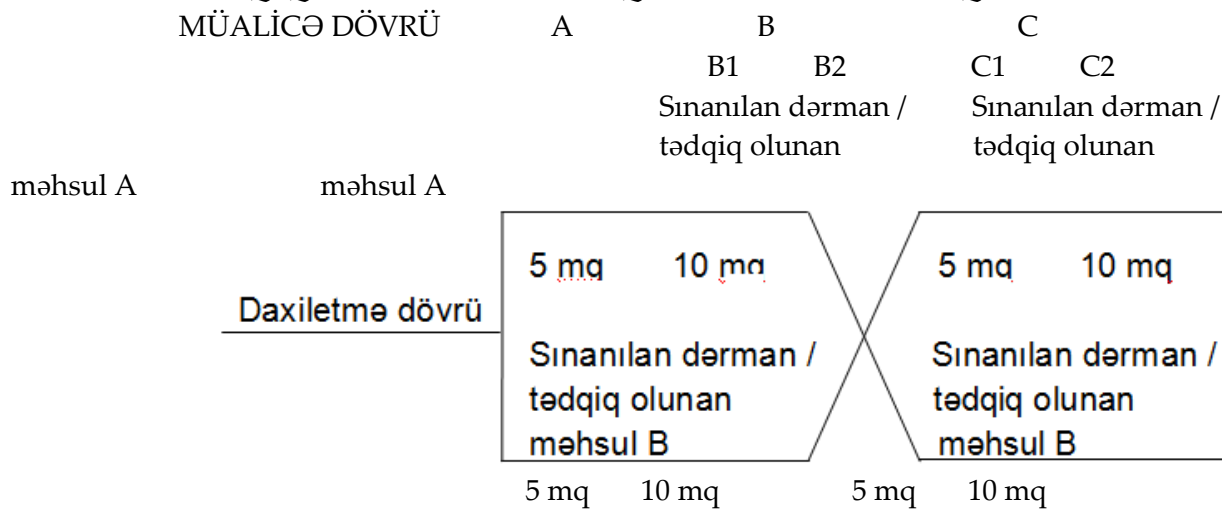 MÜALİCƏ DÖVRÜ A B C
B1 B2 C1 C2
Sınanılan dərman / Sınanılan dərman /
tədqiq olunan tədqiq olunan
məhsul A məhsul A
5 mq 10 mq 5 mq 10 mq
Daxiletmə dövrü
Sınanılan dərman / Sınanılan dərman /
tədqiq olunan tədqiq olunan
məhsul B məhsul B
5 mq 10 mq 5 mq 10 mq